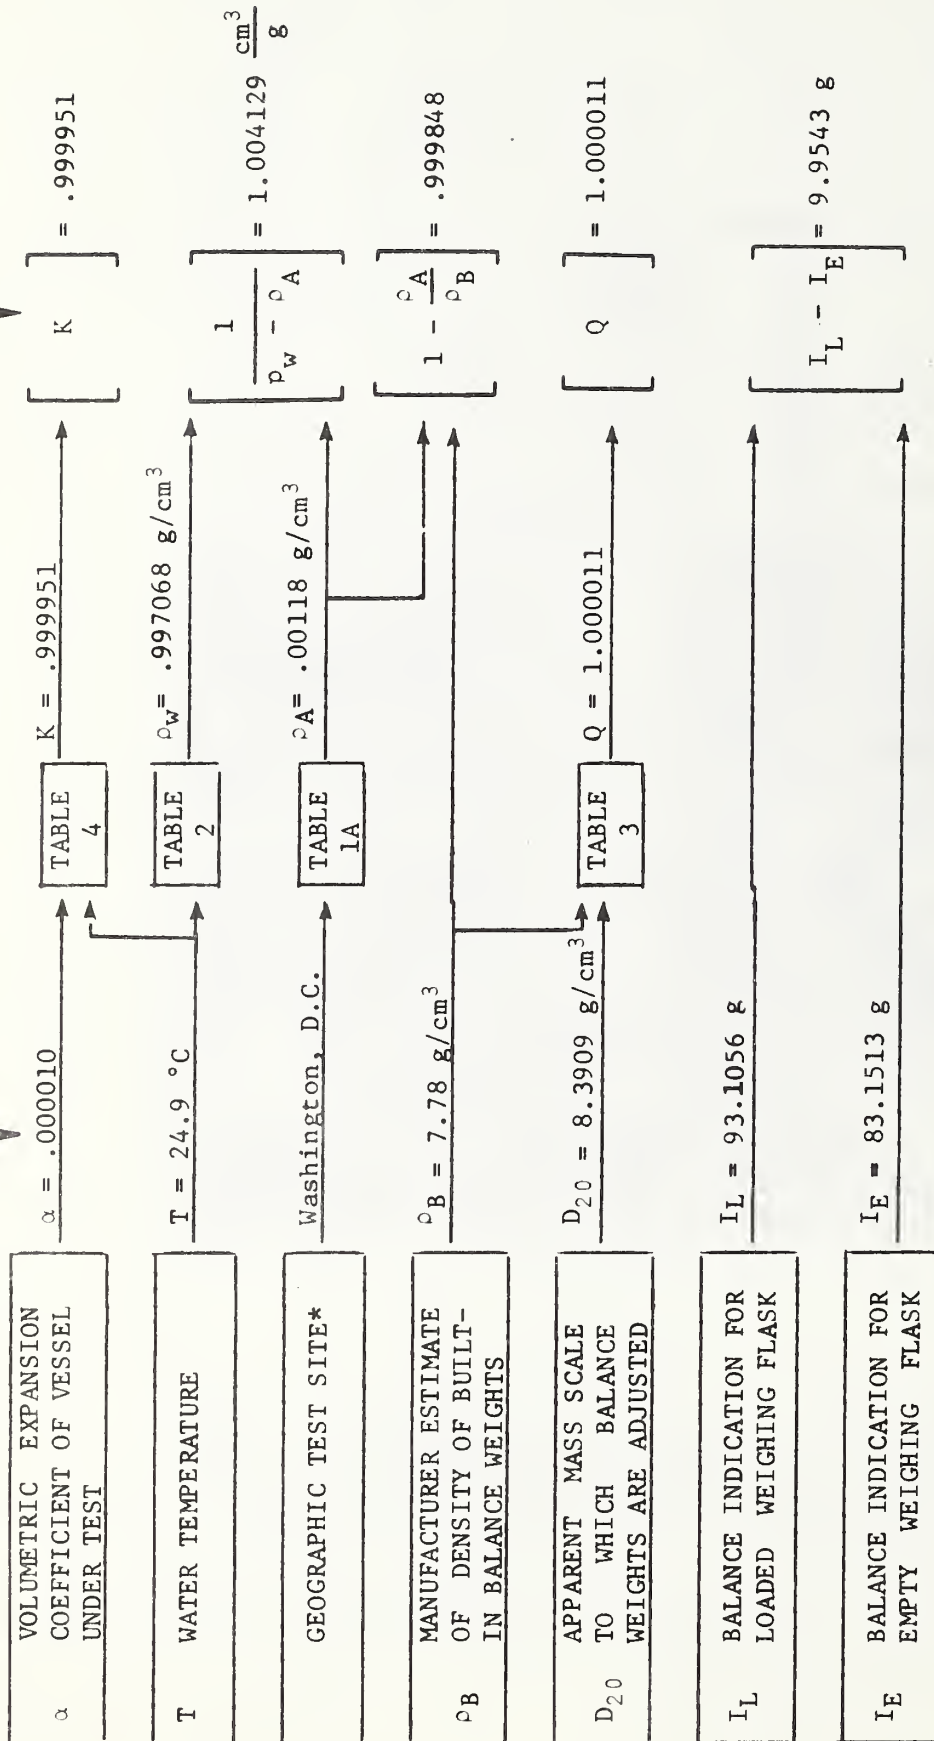 α VOLUMETRIC EXPANSION
COEFFICIENT OF VESSEL
UNDER TEST
α = .000010
TABLE
4
K = .999951
[ K ] = .999951
T WATER TEMPERATURE
T = 24.9 °C
TABLE
2
ρW= .997068 g/cm³
[ 1 / (ρW - ρA) ] = 1.004129 cm³/g
GEOGRAPHIC TEST SITE*
Washington, D.C.
TABLE
1A
ρA= .00118 g/cm³
ρB MANUFACTURER ESTIMATE
OF DENSITY OF BUILT-
IN BALANCE WEIGHTS
ρB = 7.78 g/cm³
[ 1 - ρA/ρB ] = .999848
D20 APPARENT MASS SCALE
TO WHICH BALANCE
WEIGHTS ARE ADJUSTED
D20 = 8.3909 g/cm³
TABLE
3
Q = 1.000011
[ Q ] = 1.000011
IL BALANCE INDICATION FOR
LOADED WEIGHING FLASK
IL = 93.1056 g
[ IL - IE ] = 9.9543 g
IE BALANCE INDICATION FOR
EMPTY WEIGHING FLASK
IE = 83.1513 g